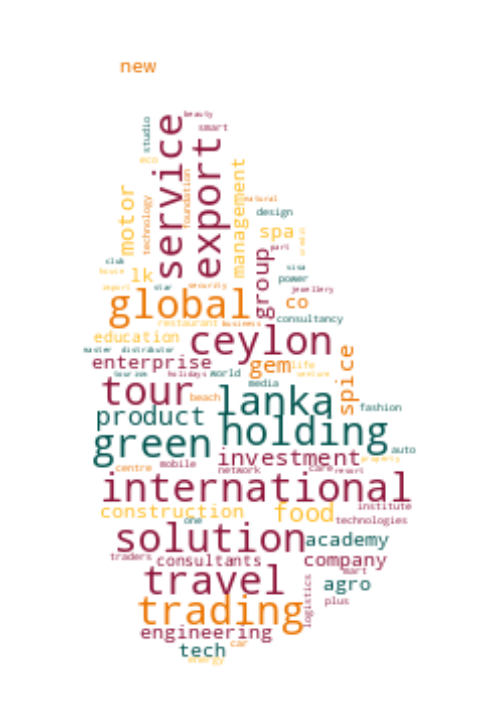 new
beauty
smart
studio
service
export
eco
management
natural
motor
technology
foundation
design
spa
credit
part
group
club
house
lk
visa
power
import
star
security
jewellery
global
co
consultancy
restaurant
business
education
ceylon
master
distributor
enterprise
gem
life
spice
tourism
holidays
world
venture
media
tour
beach
lanka
fashion
product
green
holding
auto
investment
property
centre
mobile
network
care
resort
international
construction
food
institute
one
technologies
solution
academy
traders
consultants
company
mart
travel
agro
logistics
plus
trading
engineering
car
tech
energy